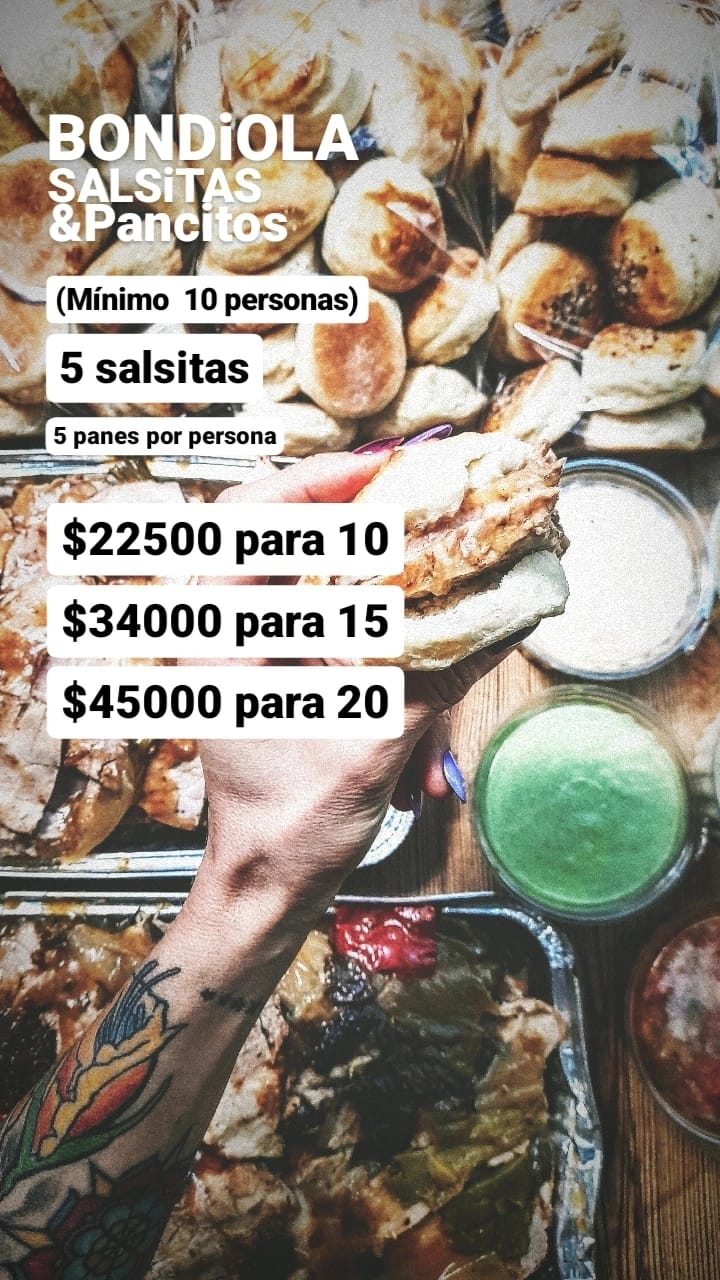 BONDiOLA
SALSiTAS
&Pancitos
(Mínimo 10 personas)
5 salsitas
5 panes por persona
$22500 para 10
$34000 para 15
$45000 para 20